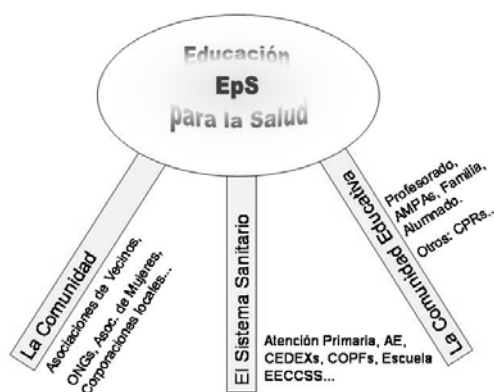 Educación
EpS
para la Salud
La Comunidad
Asociaciones de Vecinos,
ONGs, Asoc. de Mujeres,
Corporaciones locales...
El Sistema Sanitario
Atención Primaria, AE,
CEDEXs, COPFs, Escuela
EECCSS...
La Comunidad Educativa
Profesorado,
AMPAs, Familia,
Alumnado.
Otros: CPRs...